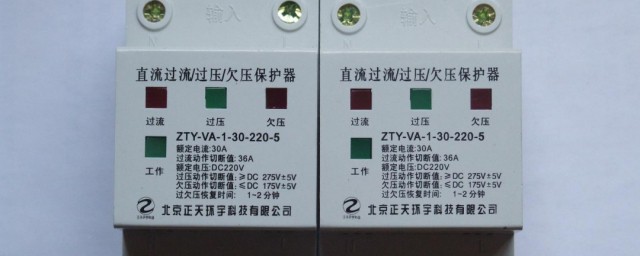 输入
N
L
直流过流/过压/欠压保护器
过流
过压
欠压
工作
ZTY-VA-1-30-220-5
额定电流:30A
过流动作切断值:36A
额定电压:DC220V
过压动作切断值:≥DC 275V±5V
欠压动作切断值:≤DC 175V±5V
过欠压恢复时间: 1~2分钟
北京正天环宇科技有限公司
输入
N
L
直流过流/过压/欠压保护器
过流
过压
欠压
工作
ZTY-VA-1-30-220-5
额定电流:30A
过流动作切断值:36A
额定电压:DC220V
过压动作切断值:≥DC 275V±5V
欠压动作切断值:≤DC 175V±5V
过欠压恢复时间: 1~2分钟
北京正天环宇科技有限公司